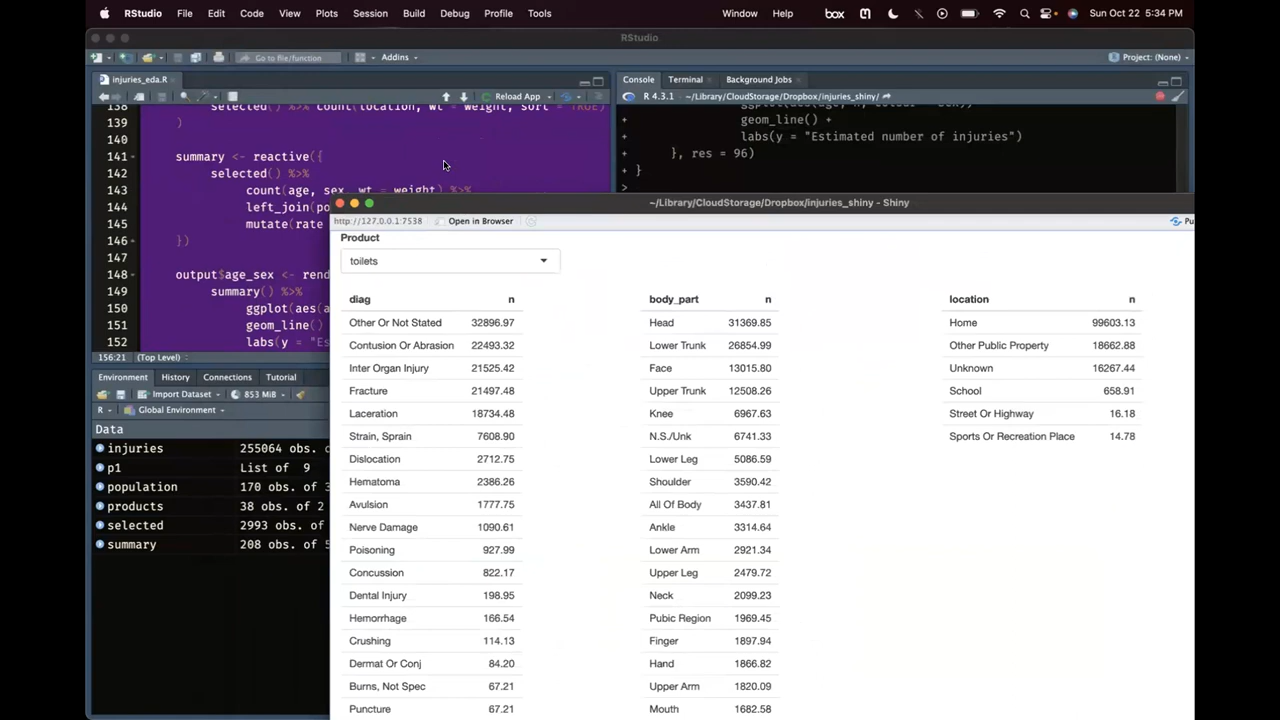 RStudio File Edit Code View Plots Session Build Debug Profile Tools Window Help box Sun Oct 22 5:34 PM
RStudio
Go to file/function Addins Project: (None)
injuries_eda.R
Reload App
138 selected() %>% count(location, wt = weight, sort = TRUE)
139 )
140
141 summary <- reactive({
142 selected() %>%
143 count(age, sex, wt = weight) %>%
144 left_join(po
145 mutate(rate
146 })
147
148 output$age_sex <- rend
149 summary() %>%
150 ggplot(aes(a
151 geom_line()
152 labs(y = "Es
156:21 (Top Level)
Console Terminal Background Jobs
R 4.3.1 ~/Library/CloudStorage/Dropbox/injuries_shiny/
+ geom_line() +
+ labs(y = "Estimated number of injuries")
+ }, res = 96)
+ }
>
Environment History Connections Tutorial
Import Dataset 853 MiB
R Global Environment
Data
injuries 255064 obs.
p1 List of 9
population 170 obs. of
products 38 obs. of 2
selected 2993 obs. of
summary 208 obs. of
~/Library/CloudStorage/Dropbox/injuries_shiny - Shiny
http://127.0.0.1:7538 Open in Browser Pu
Product
toilets
diag n
Other Or Not Stated 32896.97
Contusion Or Abrasion 22493.32
Inter Organ Injury 21525.42
Fracture 21497.48
Laceration 18734.48
Strain, Sprain 7608.90
Dislocation 2712.75
Hematoma 2386.26
Avulsion 1777.75
Nerve Damage 1090.61
Poisoning 927.99
Concussion 822.17
Dental Injury 198.95
Hemorrhage 166.54
Crushing 114.13
Dermat Or Conj 84.20
Burns, Not Spec 67.21
Puncture 67.21
body_part n
Head 31369.85
Lower Trunk 26854.99
Face 13015.80
Upper Trunk 12508.26
Knee 6967.63
N.S./Unk 6741.33
Lower Leg 5086.59
Shoulder 3590.42
All Of Body 3437.81
Ankle 3314.64
Lower Arm 2921.34
Upper Leg 2479.72
Neck 2099.23
Pubic Region 1969.45
Finger 1897.94
Hand 1866.82
Upper Arm 1820.09
Mouth 1682.58
location n
Home 99603.13
Other Public Property 18662.88
Unknown 16267.44
School 658.91
Street Or Highway 16.18
Sports Or Recreation Place 14.78